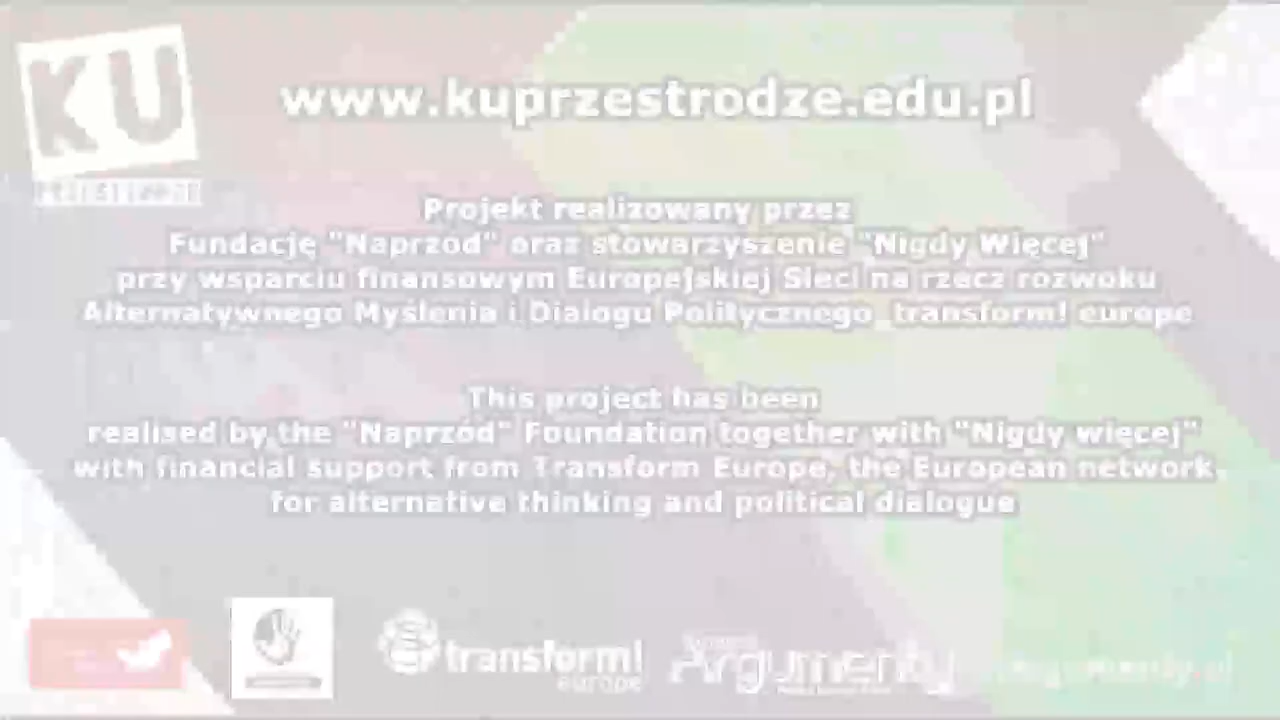 KU
PRZESTRODZE
www.kuprzestrodze.edu.pl
Projekt realizowany przez
Fundację "Naprzod" oraz stowarzyszenie "Nigdy Więcej"
przy wsparciu finansowym Europejskiej Sieci na rzecz rozwoku
Alternatywnego Myślenia i Dialogu Politycznego transform! europe
This project has been
realised by the "Naprzód" Foundation together with "Nigdy więcej"
with financial support from Transform Europe, the European network
for alternative thinking and political dialogue
transform!
europe
Argumenty